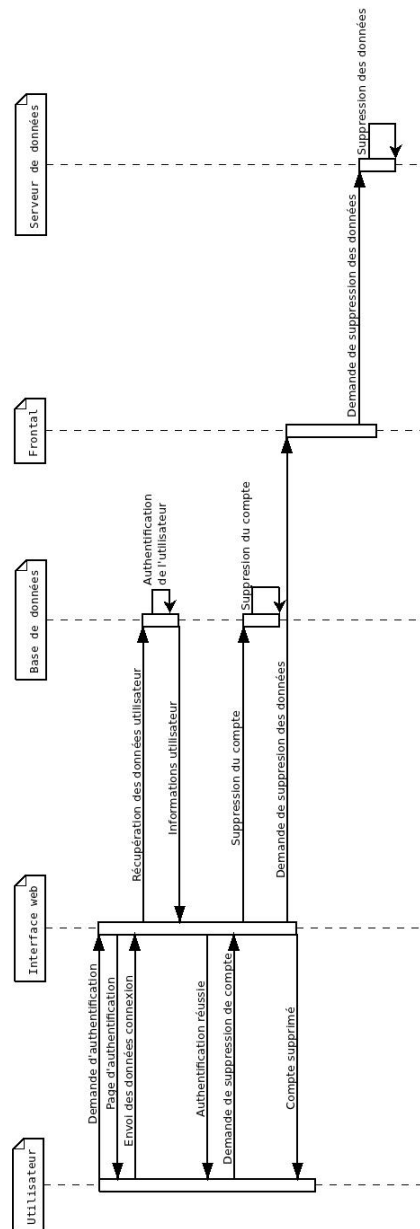 Utilisateur
Interface web
Base de données
Frontal
Serveur de données
Demande d'authentification
Page d'authentification
Envoi des données connexion
Récupération des données utilisateur
Authentification
de l'utilisateur
Informations utilisateur
Authentification réussie
Demande de suppression de compte
Suppression du compte
Suppresion du compte
Demande de suppresion des données
Demande de suppression des données
Suppression des données
Compte supprimé